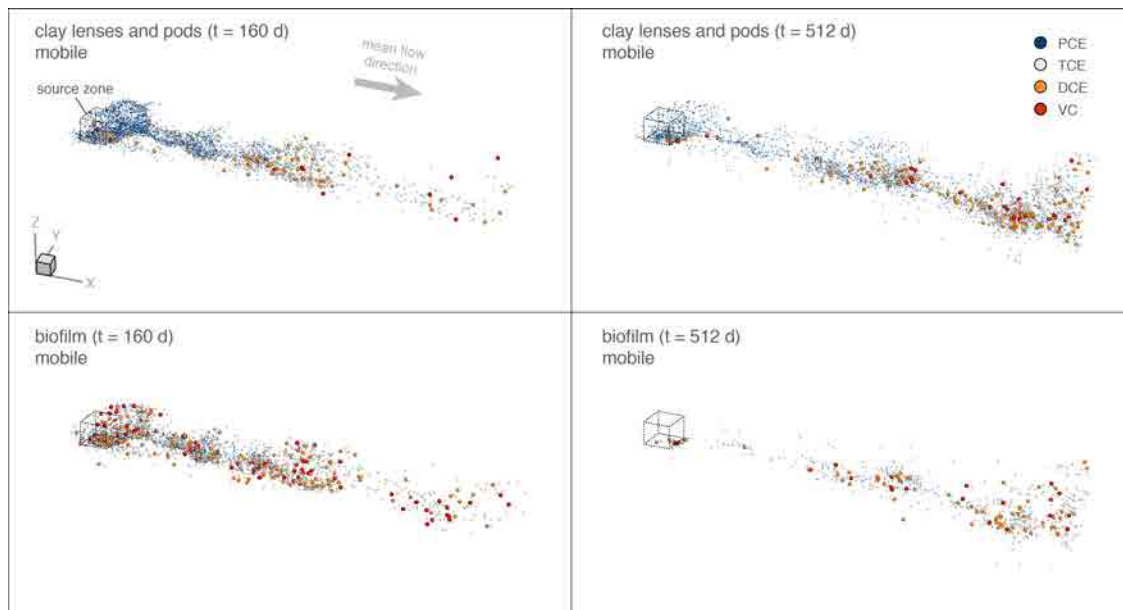 clay lenses and pods (t = 160 d)
mobile
mean flow
direction
source zone
Z
Y
X
clay lenses and pods (t = 512 d)
mobile
PCE
TCE
DCE
VC
biofilm (t = 160 d)
mobile
biofilm (t = 512 d)
mobile